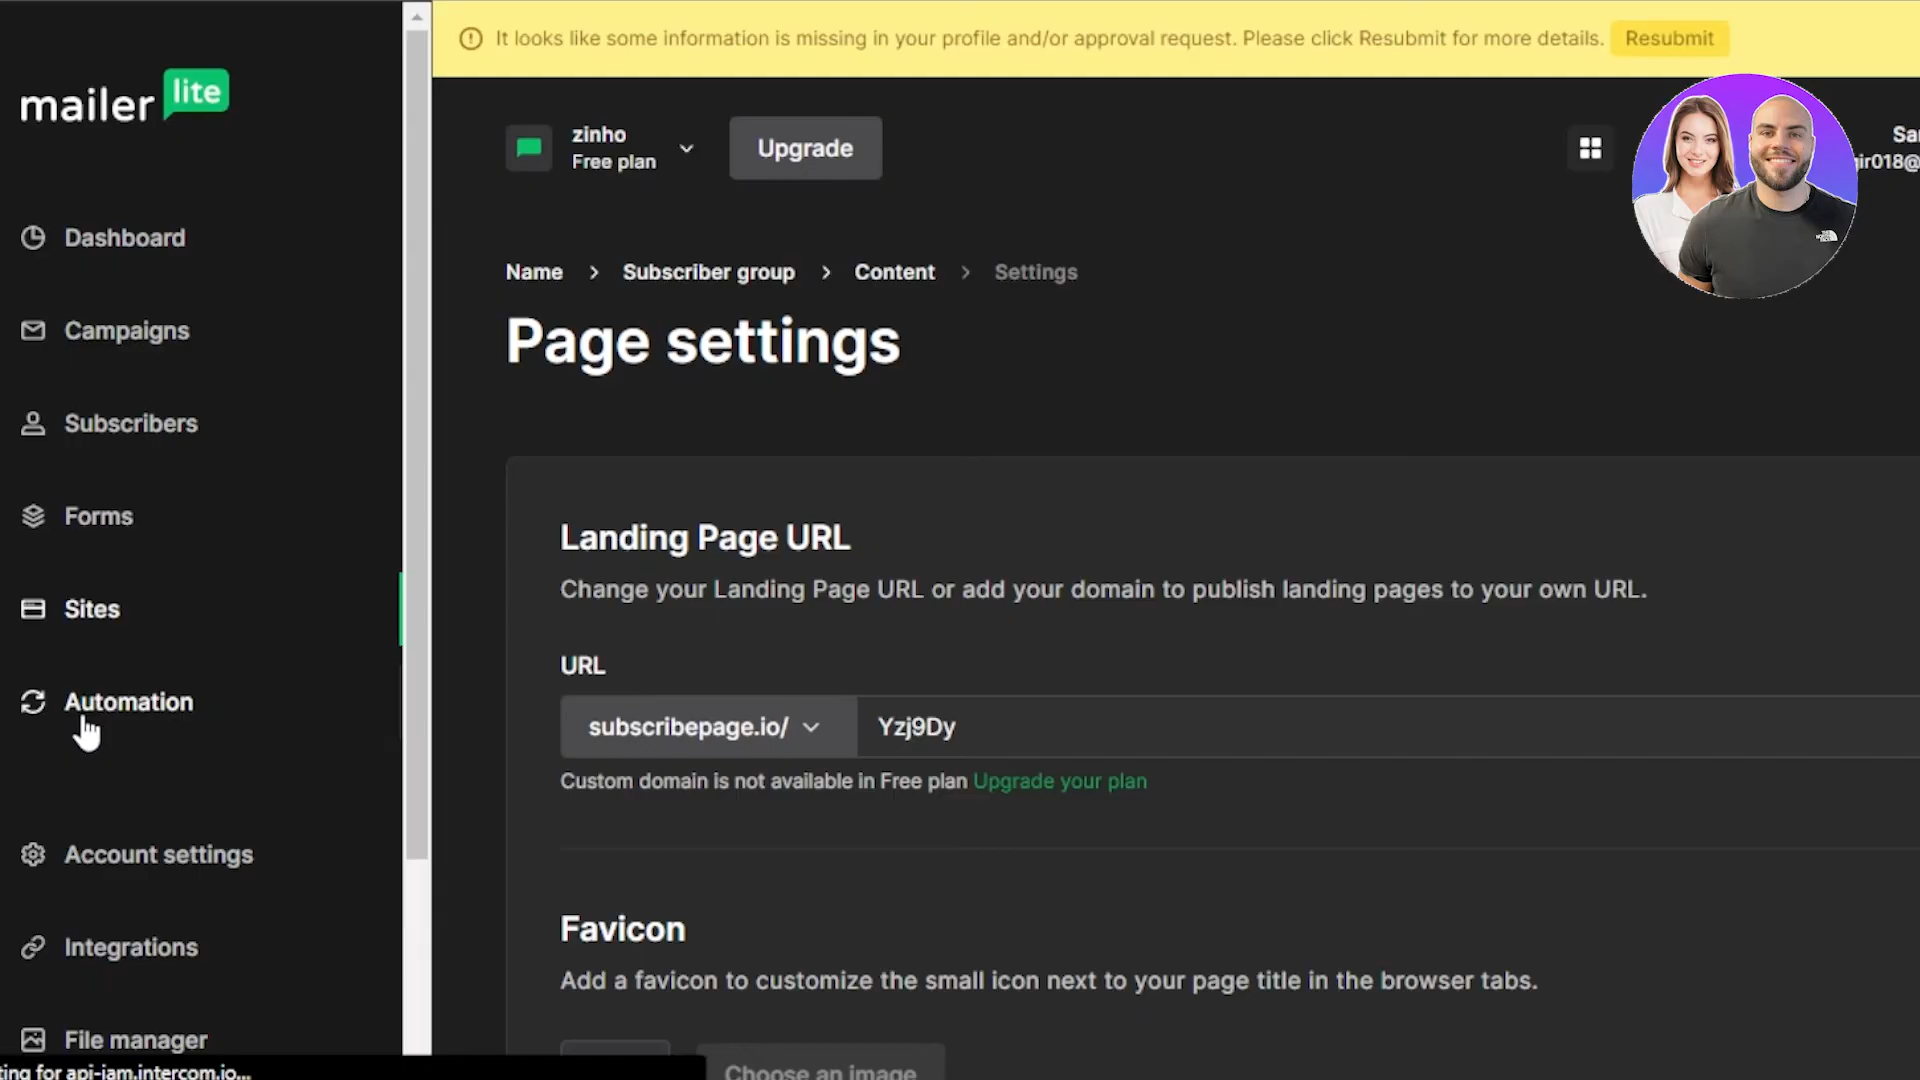 It looks like some information is missing in your profile and/or approval request. Please click Resubmit for more details. Resubmit
mailer lite
zinho
Free plan
Upgrade
Dashboard
Campaigns
Subscribers
Forms
Sites
Automation
Account settings
Integrations
File manager
Name > Subscriber group > Content > Settings
Page settings
Landing Page URL
Change your Landing Page URL or add your domain to publish landing pages to your own URL.
URL
subscribepage.io/ Yzj9Dy
Custom domain is not available in Free plan Upgrade your plan
Favicon
Add a favicon to customize the small icon next to your page title in the browser tabs.
Choose an image
for api-iam.intercom.io...